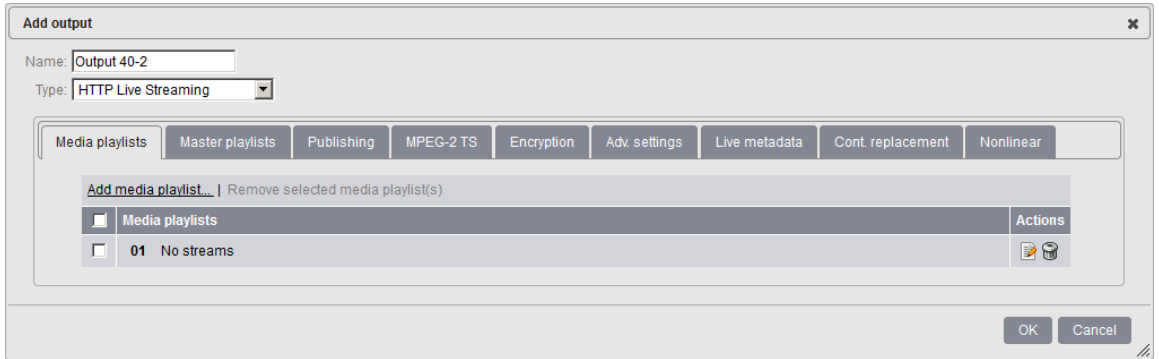 Add output
Name: Output 40-2
Type: HTTP Live Streaming
Media playlists Master playlists Publishing MPEG-2 TS Encryption Adv. settings Live metadata Cont. replacement Nonlinear
Add media playlist... | Remove selected media playlist(s)
Media playlists Actions
01 No streams
OK Cancel